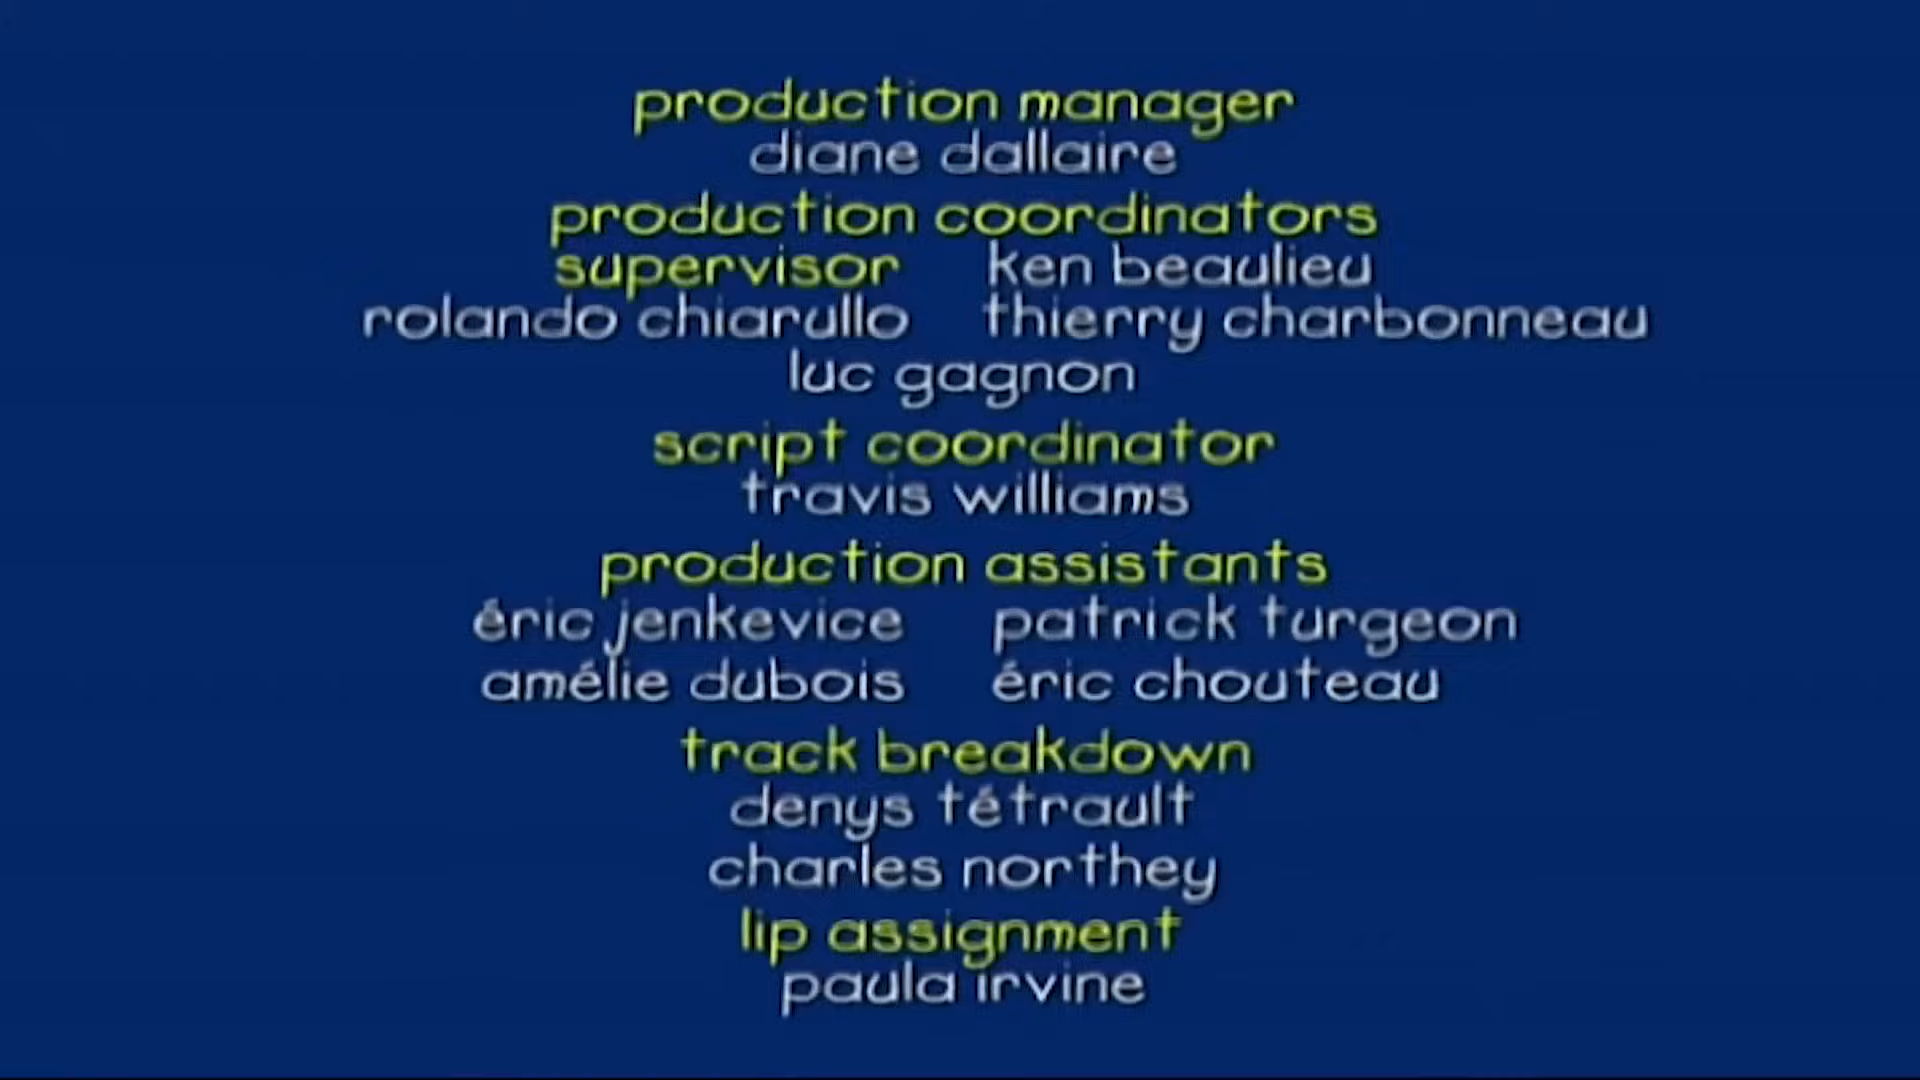 production manager
diane dallaire
production coordinators
supervisor ken beaulieu
rolando chiarullo thierry charbonneau
luc gagnon
script coordinator
travis williams
production assistants
éric jenkevice patrick turgeon
amélie dubois éric chouteau
track breakdown
denys tétrault
charles northey
lip assignment
paula irvine